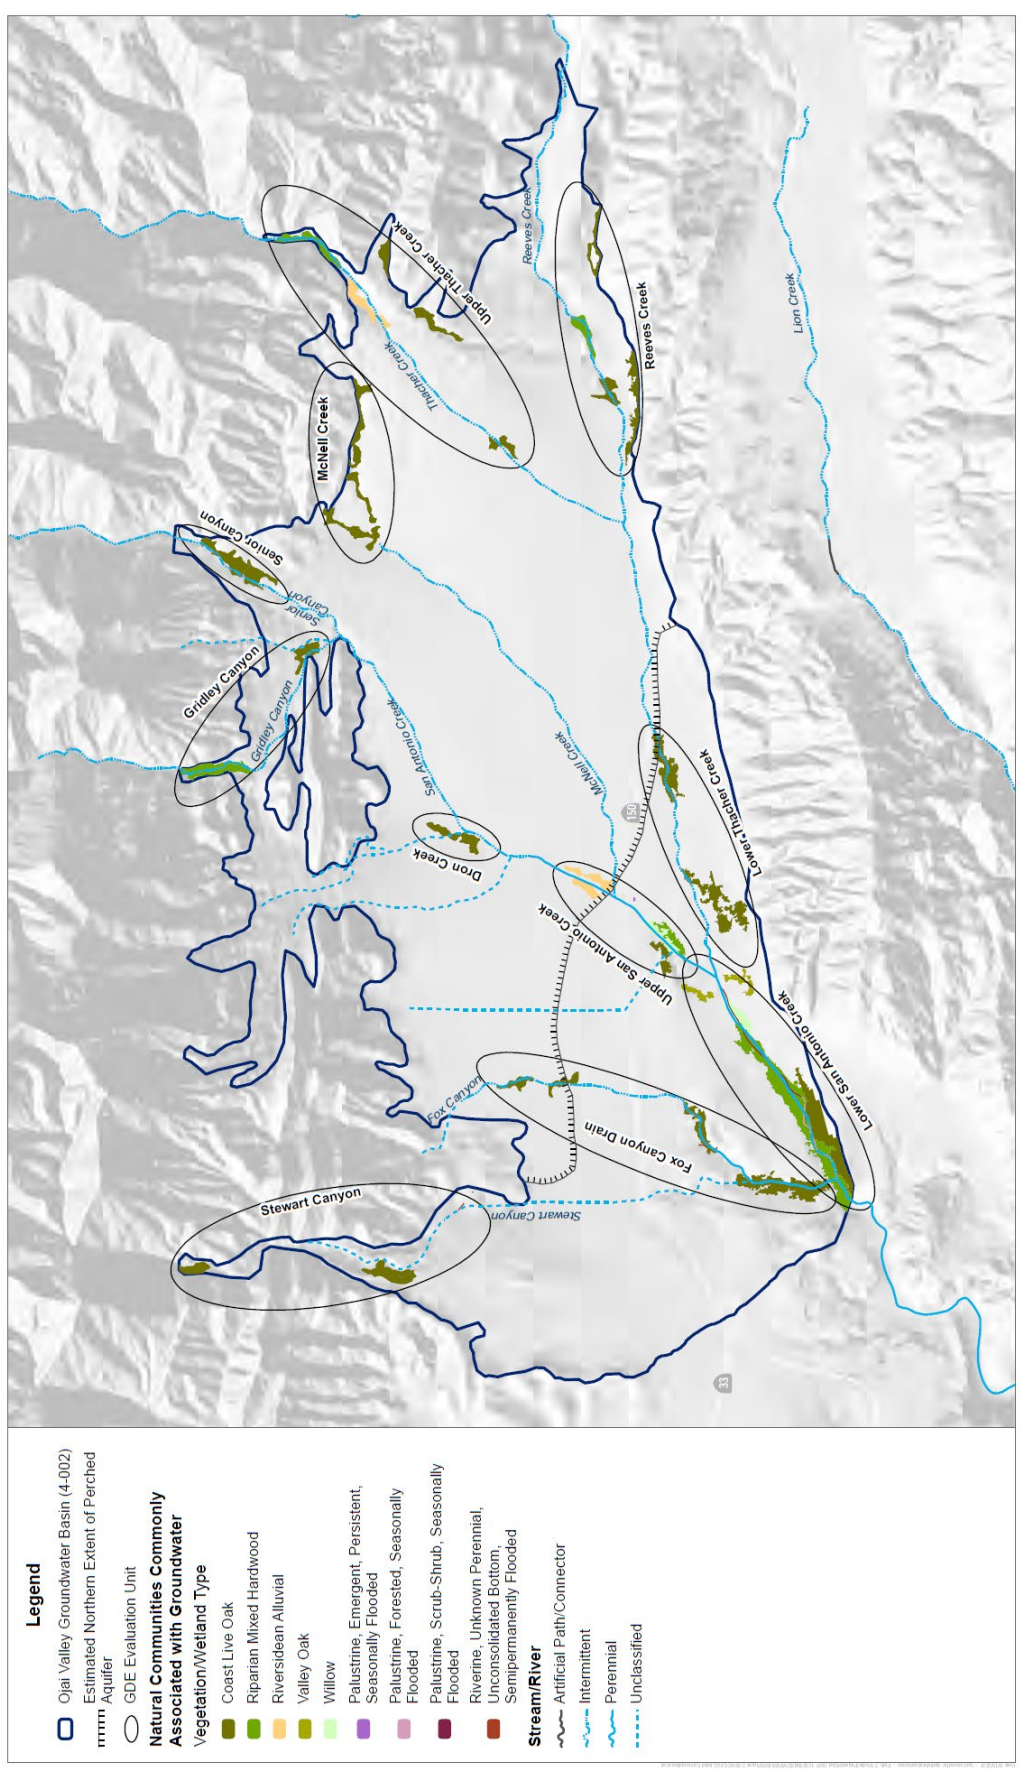 Legend
Ojai Valley Groundwater Basin (4-002)
Estimated Northern Extent of Perched
Aquifer
GDE Evaluation Unit
Natural Communities Commonly
Associated with Groundwater
Vegetation/Wetland Type
Coast Live Oak
Riparian Mixed Hardwood
Riversidean Alluvial
Valley Oak
Willow
Palustrine, Emergent, Persistent,
Seasonally Flooded
Palustrine, Forested, Seasonally
Flooded
Palustrine, Scrub-Shrub, Seasonally
Flooded
Riverine, Unknown Perennial,
Unconsolidated Bottom,
Semipermanently Flooded
Stream/River
Artificial Path/Connector
Intermittent
Perennial
Unclassified
Stewart Canyon
Stewart Canyon
Fox Canyon
Fox Canyon Drain
Gridley Canyon
Gridley Canyon
Senior Canyon
Senior
Canyon
San Antonio Creek
Dron Creek
McNell Creek
McNell Creek
Upper San Antonio Creek
Lower San Antonio Creek
Lower Thacher Creek
Thacher Creek
Upper Thacher Creek
Reeves Creek
Reeves Creek
Lion Creek
150
33